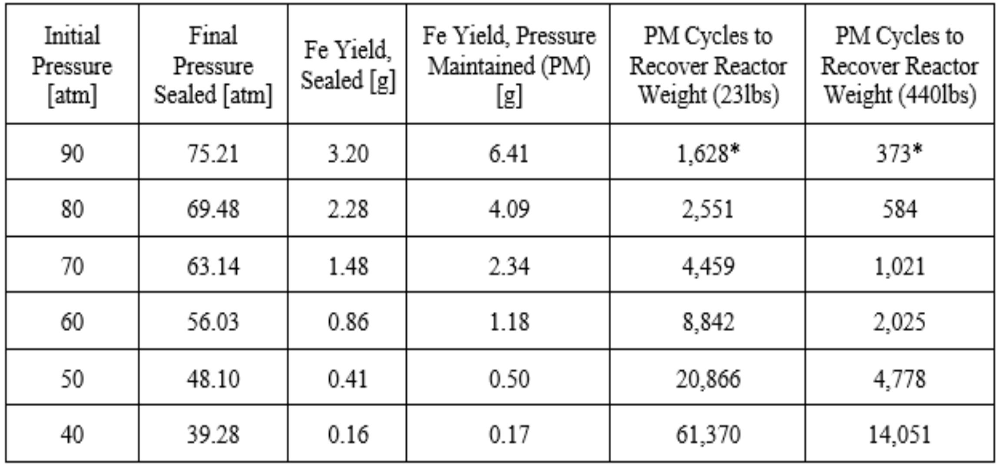 Initial
Pressure
[atm]
Final
Pressure
Sealed [atm]
Fe Yield,
Sealed [g]
Fe Yield, Pressure
Maintained (PM)
[g]
PM Cycles to
Recover Reactor
Weight (23lbs)
PM Cycles to
Recover Reactor
Weight (440lbs)
90 75.21 3.20 6.41 1,628* 373*
80 69.48 2.28 4.09 2,551 584
70 63.14 1.48 2.34 4,459 1,021
60 56.03 0.86 1.18 8,842 2,025
50 48.10 0.41 0.50 20,866 4,778
40 39.28 0.16 0.17 61,370 14,051